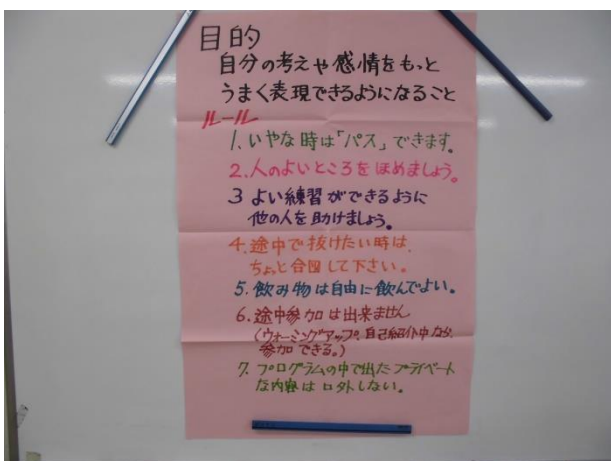 目的
自分の考えや感情をもっと
うまく表現できるようになること
ルール
1. いやな時は「パス」できます。
2. 人のよいところをほめましょう。
3 よい練習ができるように
他の人を助けましょう。
4. 途中で抜けたい時は、
ちょっと合図して下さい。
5. 飲み物は自由に飲んでよい。
6. 途中参加は出来ません
(ウォーミングアップ、自己紹介中なら、
参加できる。)
7. プログラムの中で出たプライベート
な内容は口外しない。